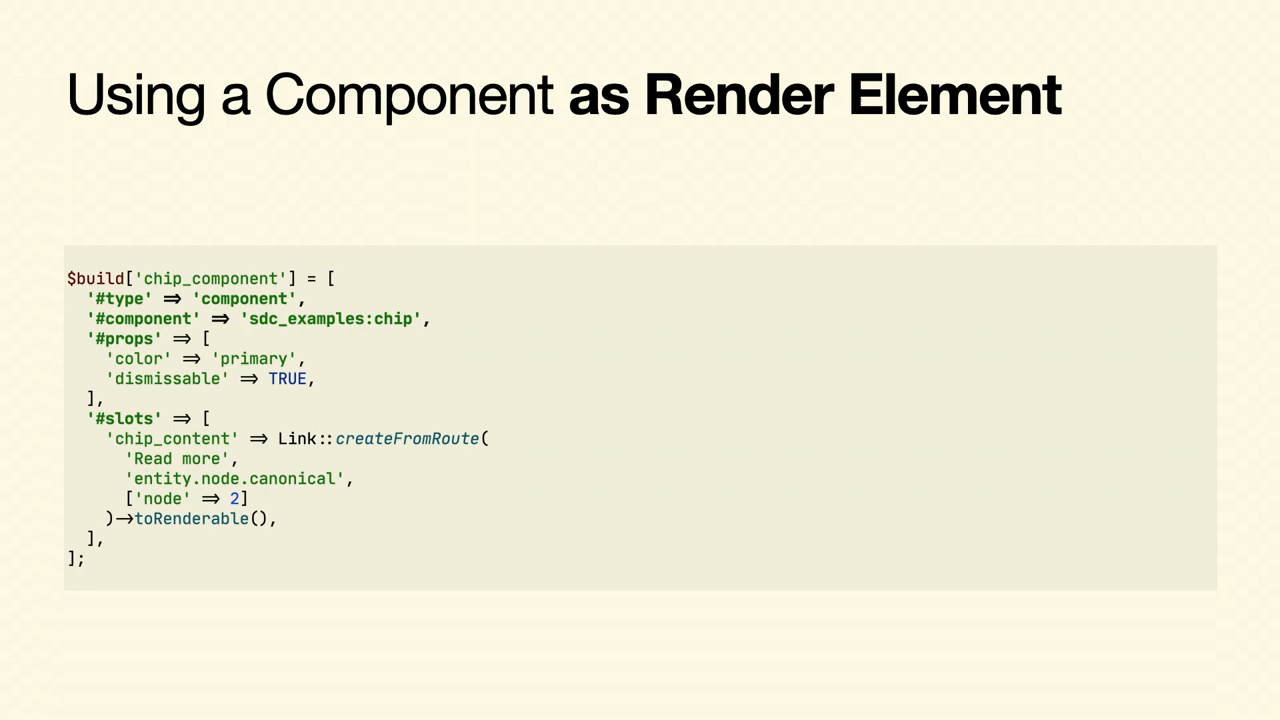 Using a Component as Render Element
$build['chip_component'] = [
  '#type' => 'component',
  '#component' => 'sdc_examples:chip',
  '#props' => [
    'color' => 'primary',
    'dismissable' => TRUE,
  ],
  '#slots' => [
    'chip_content' => Link::createFromRoute(
      'Read more',
      'entity.node.canonical',
      ['node' => 2]
    )->toRenderable(),
  ],
];